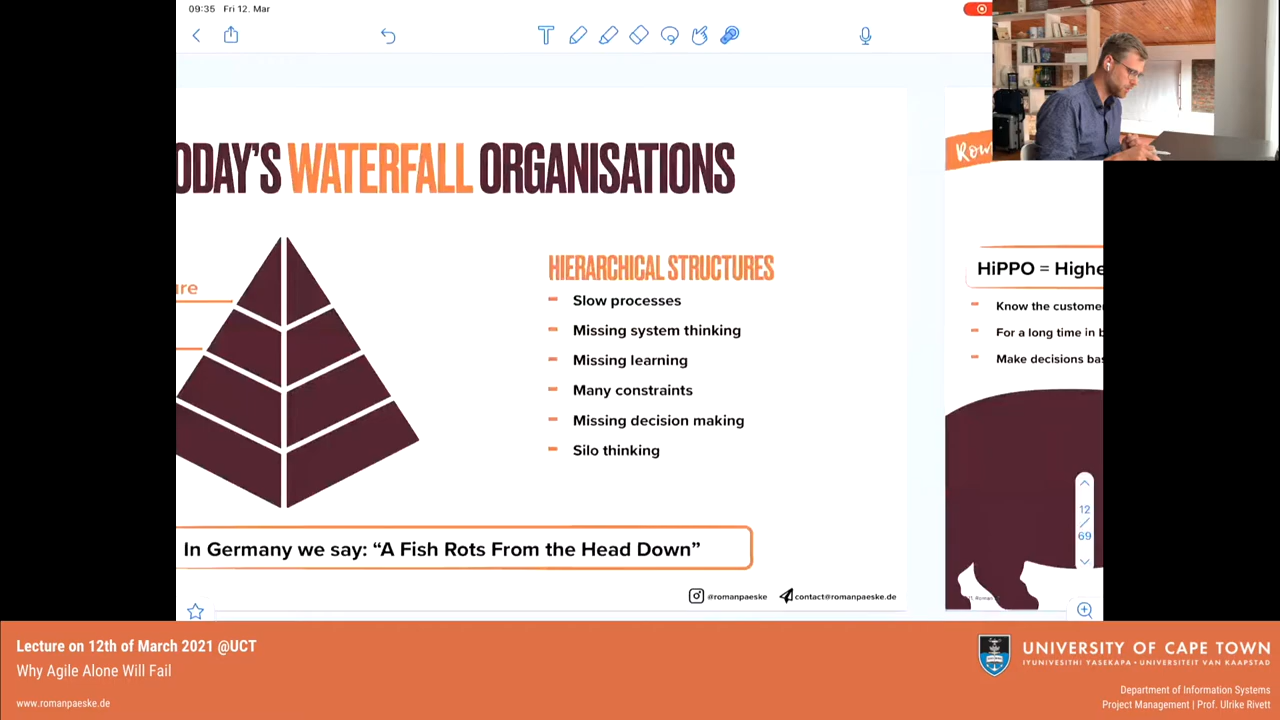 09:35 Fri 12. Mar
ODAY'S WATERFALL ORGANISATIONS
re
HIERARCHICAL STRUCTURES
Slow processes
Missing system thinking
Missing learning
Many constraints
Missing decision making
Silo thinking
In Germany we say: “A Fish Rots From the Head Down”
@romanpaeske
contact@romanpaeske.de
HiPPO = Highe
Know the custome
For a long time in b
Make decisions bas
12
/
69
Lecture on 12th of March 2021 @UCT
Why Agile Alone Will Fail
www.romanpaeske.de
UNIVERSITY OF CAPE TOWN
IYUNIVESITHI YASEKAPA • UNIVERSITEIT VAN KAAPSTAD
Department of Information Systems
Project Management | Prof. Ulrike Rivett